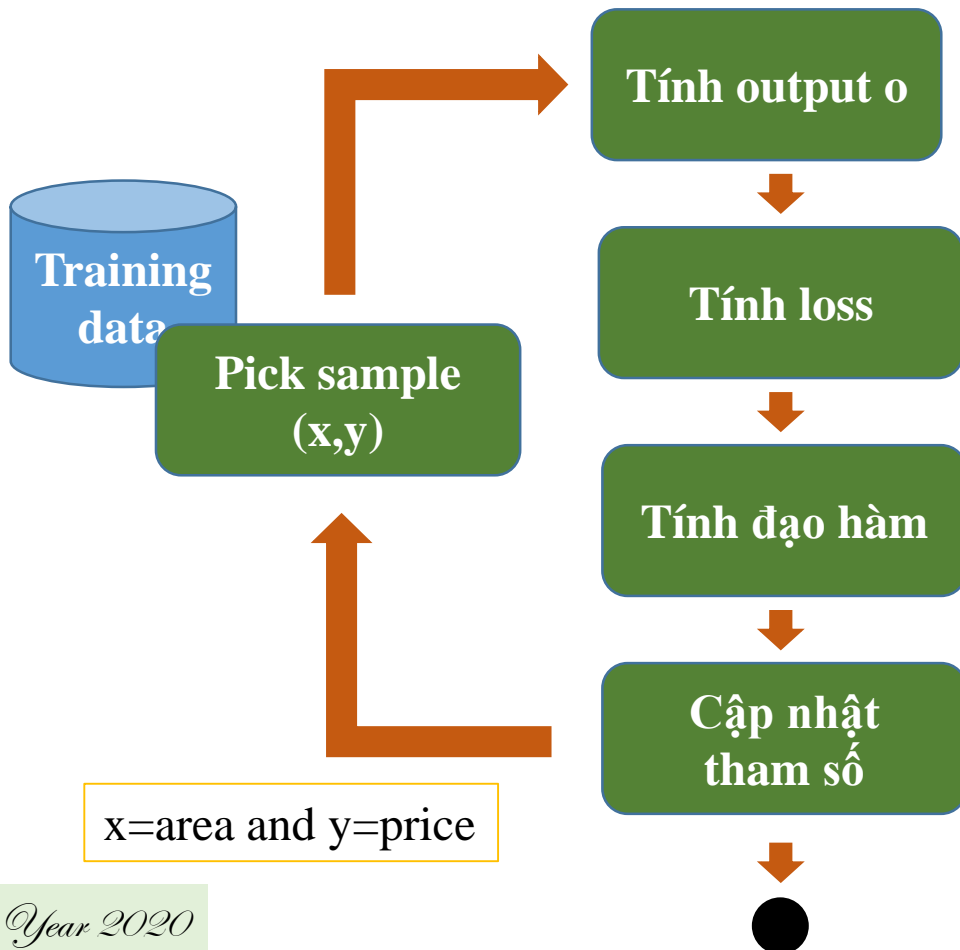 Tính output o
Training
data
Pick sample
(x,y)
Tính loss
Tính đạo hàm
Cập nhật
tham số
x=area and y=price
Year 2020